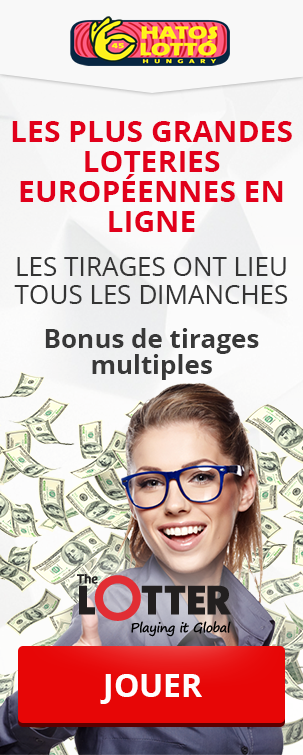 HATOS
LOTTO
45
HUNGARY
LES PLUS GRANDES
LOTERIES
EUROPÉENNES EN
LIGNE
LES TIRAGES ONT LIEU
TOUS LES DIMANCHES
Bonus de tirages
multiples
The
LOTTER
Playing it Global
JOUER